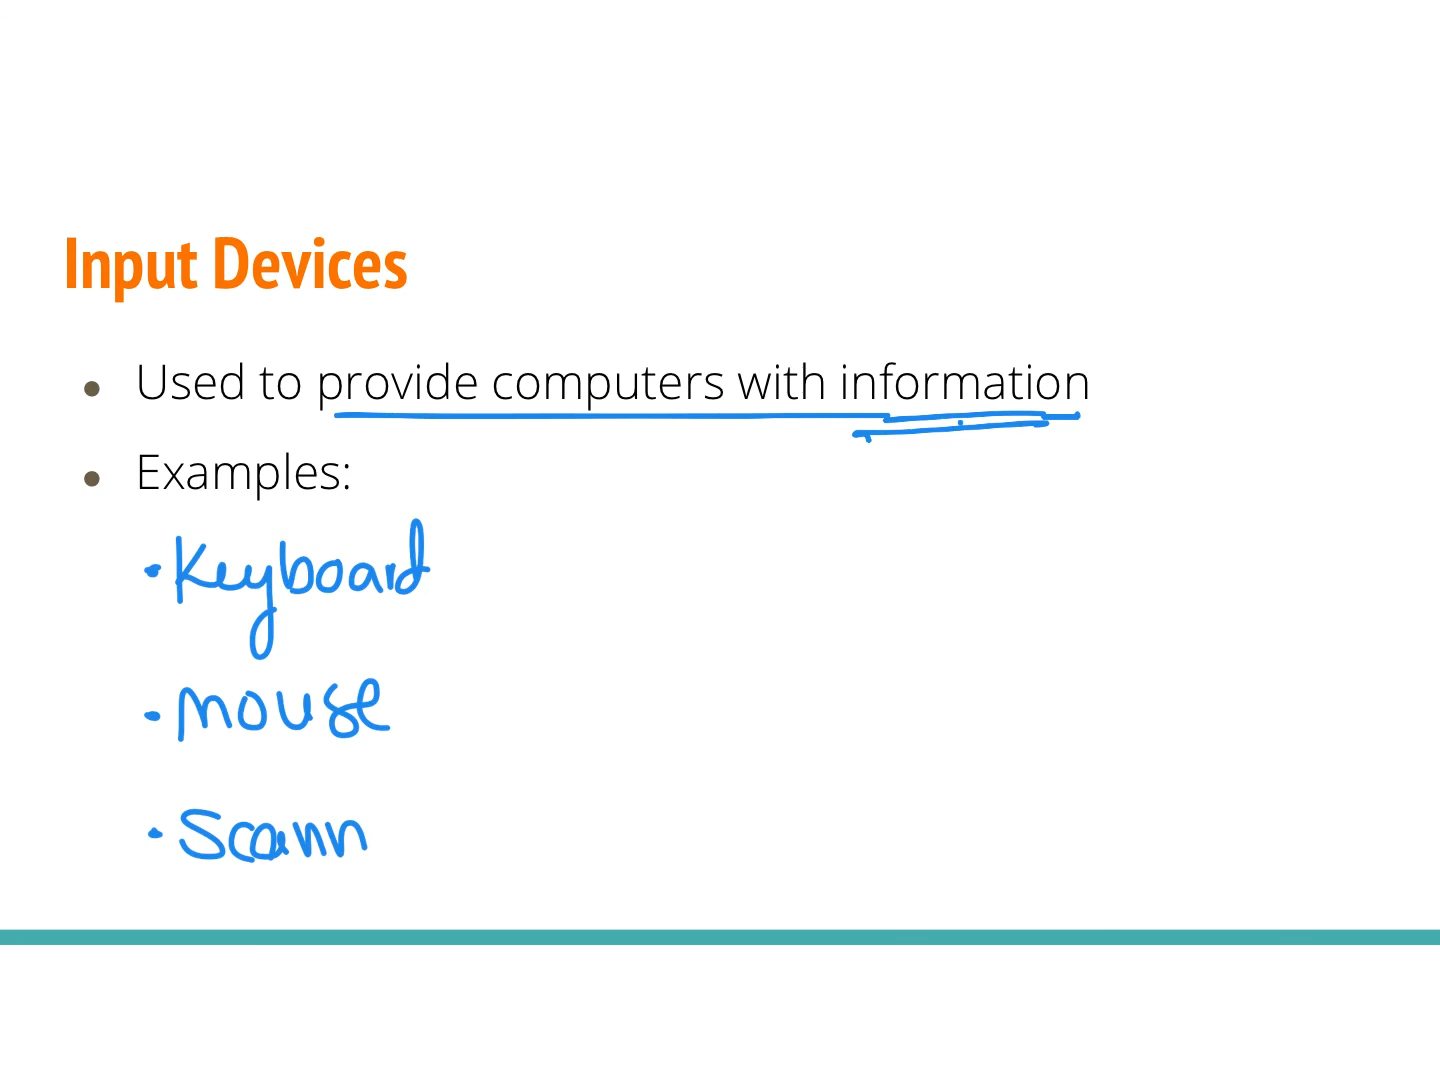 Input Devices
• Used to provide computers with information
• Examples:
• Keyboard
• mouse
• Scann